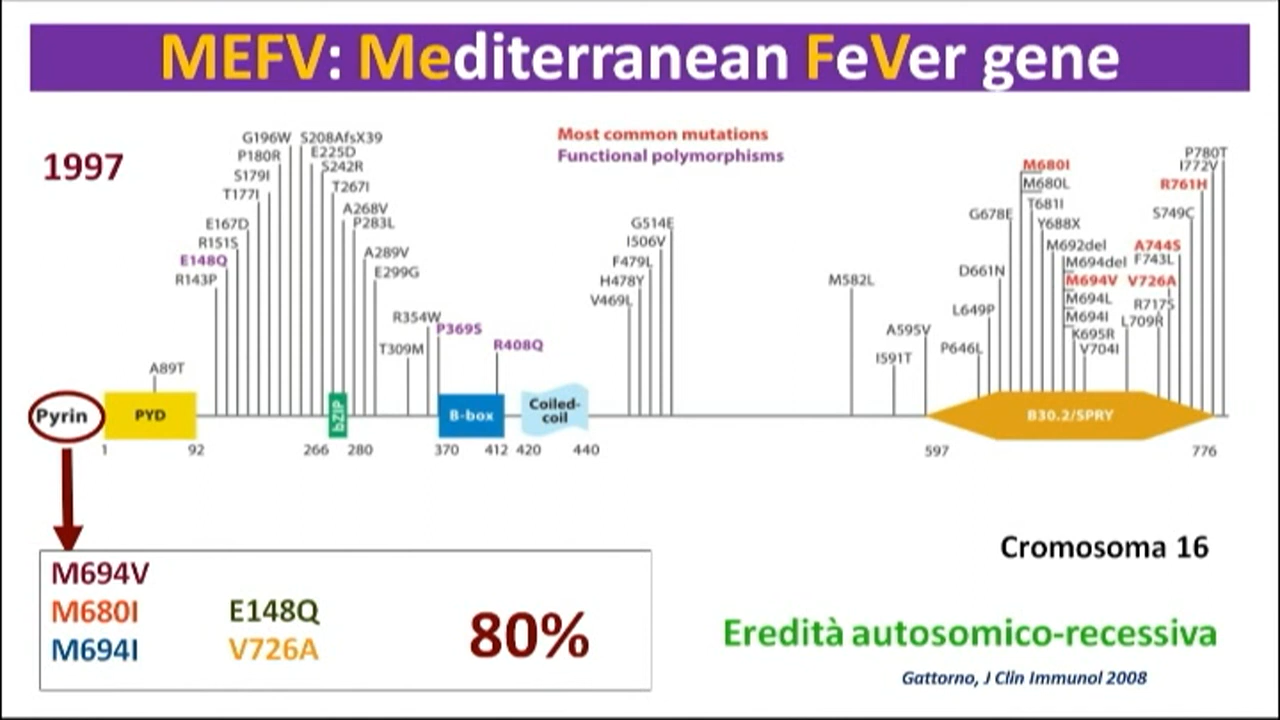 MEFV: Mediterranean FeVer gene
1997
Most common mutations
Functional polymorphisms
G196W S208AfsX39
P180R E225D
S179I S242R
T177I T267I
A268V
E167D P283L
R151S
E148Q A289V
R143P E299G
R354W
P369S
T309M R408Q
A89T
G514E
I506V
F479L
H478Y
V469L
M582L
A595V
I591T
P646L
L649P
D661N
G678E
M680I
M680L
T681I
Y688X
M692del
M694del
M694V
M694L
M694I
K695R
V704I
L709R
R717S
V726A
F743L
A744S
S749C
R761H
I772V
P780T
Pyrin PYD bZIP B-box Coiled-coil B30.2/SPRY
1 92 266 280 370 412 420 440 597 776
M694V
M680I E148Q
M694I V726A
80%
Cromosoma 16
Eredità autosomico-recessiva
Gattorno, J Clin Immunol 2008